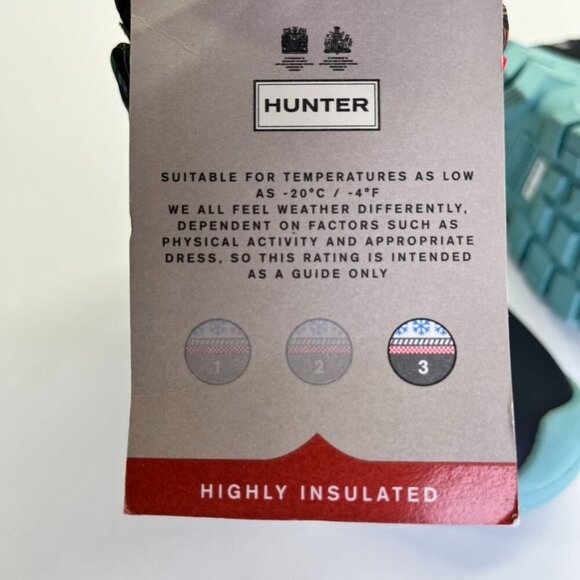 HUNTER
SUITABLE FOR TEMPERATURES AS LOW
AS -20°C / -4°F
WE ALL FEEL WEATHER DIFFERENTLY,
DEPENDENT ON FACTORS SUCH AS
PHYSICAL ACTIVITY AND APPROPRIATE
DRESS, SO THIS RATING IS INTENDED
AS A GUIDE ONLY
1 2 3
HIGHLY INSULATED